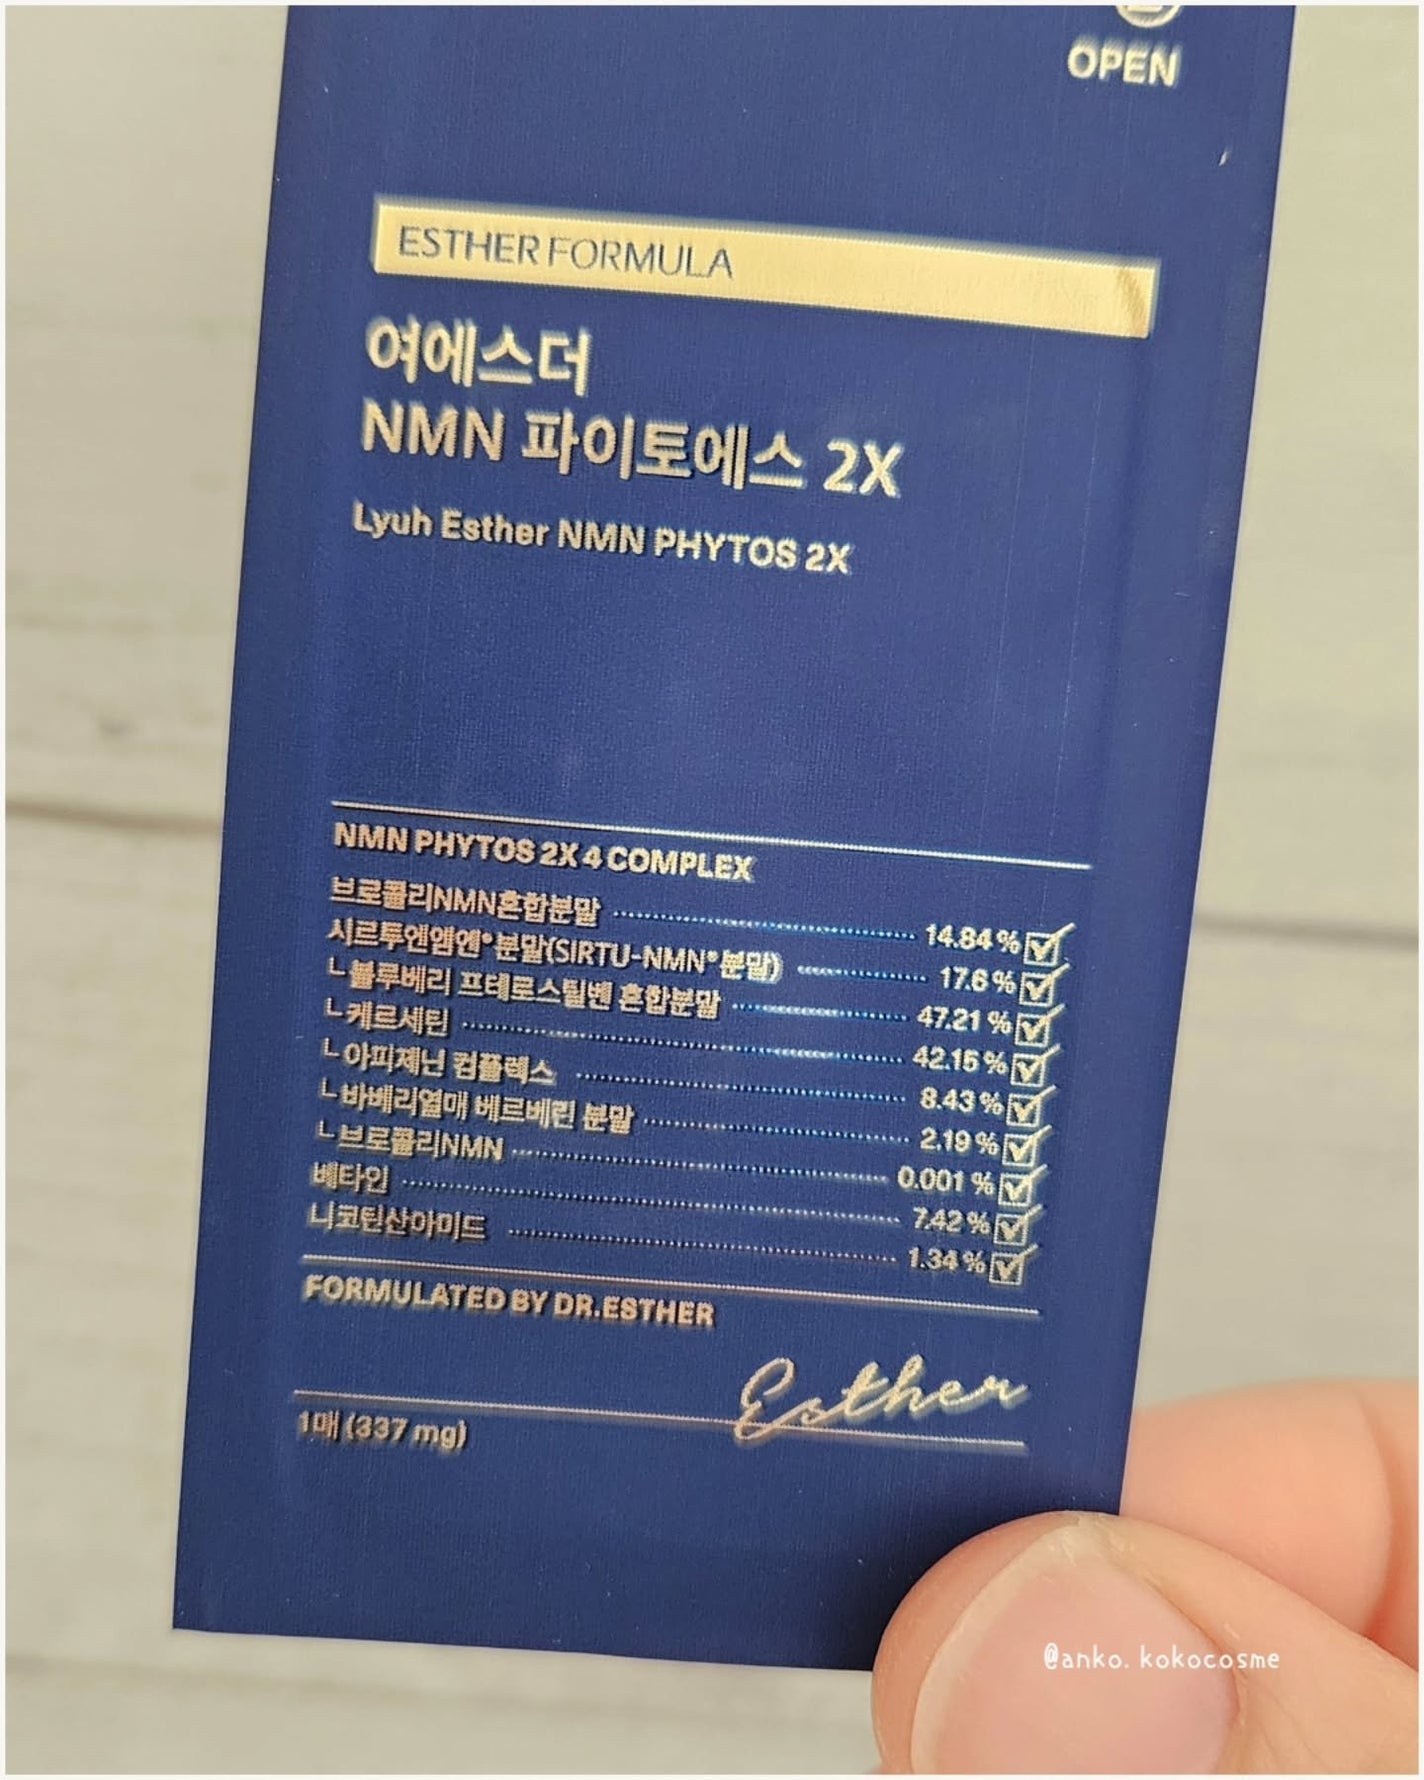 OPEN
ESTHER FORMULA
여에스더
NMN 파이토에스 2X
Lyuh Esther NMN PHYTOS 2X
NMN PHYTOS 2X 4 COMPLEX
브로콜리NMN혼합분말 14.84 %
시르투엔엠엔®분말(SIRTU-NMN®분말) 17.6 %
ㄴ블루베리 프테로스틸벤 혼합분말 47.21 %
ㄴ케르세틴 42.15 %
ㄴ아피제닌 컴플렉스 8.43 %
ㄴ바베리열매 베르베린 분말 2.19 %
ㄴ브로콜리NMN 0.001 %
베타인 7.42 %
니코틴산아미드 1.34 %
FORMULATED BY DR.ESTHER
Esther
1매 (337 mg)
@anko.kokocosme